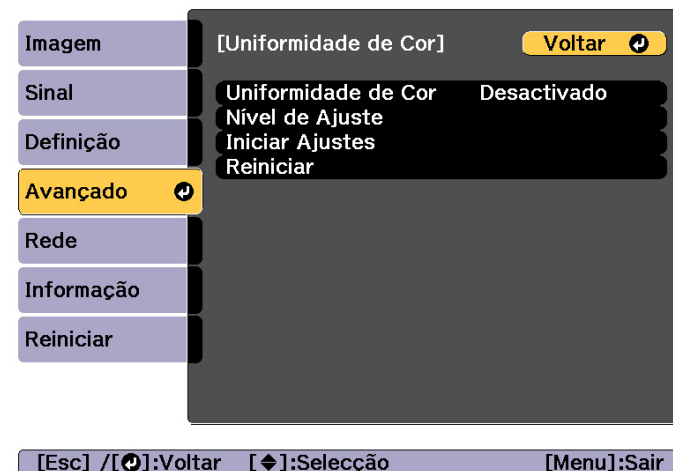 Imagem
Sinal
Definição
Avançado
Rede
Informação
Reiniciar
[Uniformidade de Cor] Voltar
Uniformidade de Cor Desactivado
Nível de Ajuste
Iniciar Ajustes
Reiniciar
[Esc] /[ ]:Voltar [ ]:Selecção [Menu]:Sair